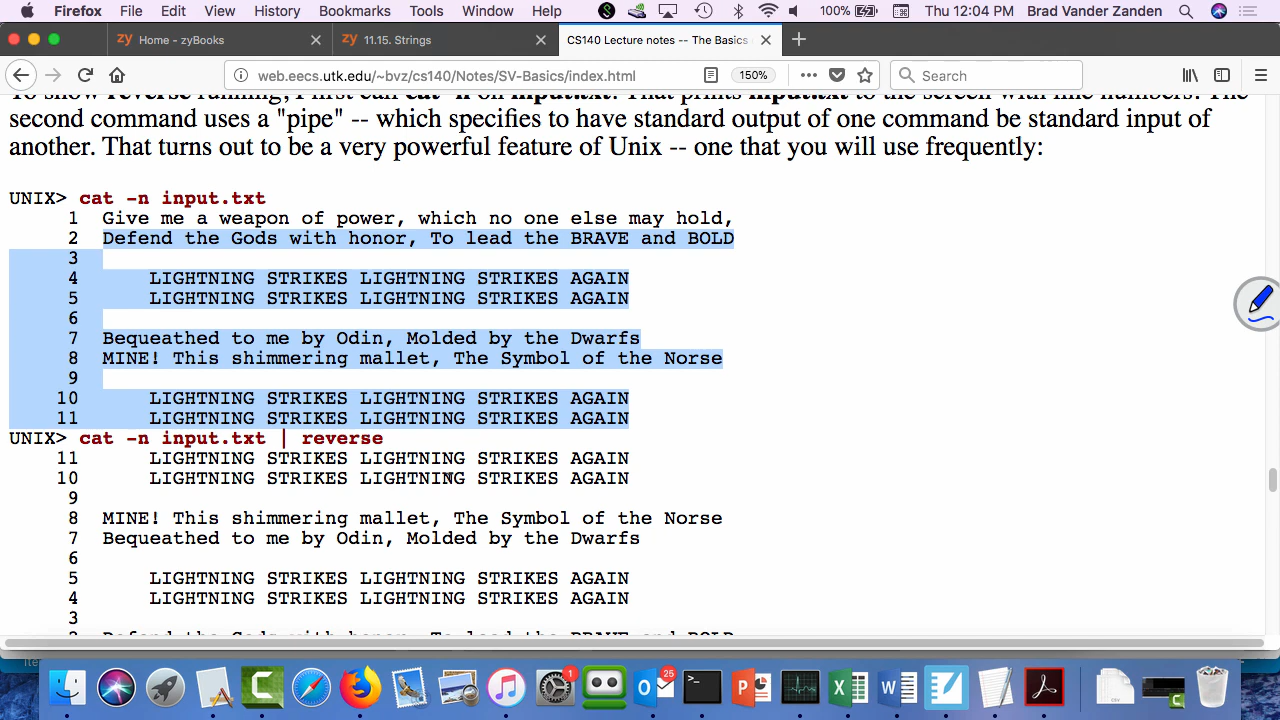 Firefox File Edit View History Bookmarks Tools Window Help S 100% Thu 12:04 PM Brad Vander Zanden
zy Home - zyBooks zy 11.15. Strings CS140 Lecture notes -- The Basics
web.eecs.utk.edu/~bvz/cs140/Notes/SV-Basics/index.html 150% Search
second command uses a "pipe" -- which specifies to have standard output of one command be standard input of
another. That turns out to be a very powerful feature of Unix -- one that you will use frequently:
UNIX> cat -n input.txt
1 Give me a weapon of power, which no one else may hold,
2 Defend the Gods with honor, To lead the BRAVE and BOLD
3
4 LIGHTNING STRIKES LIGHTNING STRIKES AGAIN
5 LIGHTNING STRIKES LIGHTNING STRIKES AGAIN
6
7 Bequeathed to me by Odin, Molded by the Dwarfs
8 MINE! This shimmering mallet, The Symbol of the Norse
9
10 LIGHTNING STRIKES LIGHTNING STRIKES AGAIN
11 LIGHTNING STRIKES LIGHTNING STRIKES AGAIN
UNIX> cat -n input.txt | reverse
11 LIGHTNING STRIKES LIGHTNING STRIKES AGAIN
10 LIGHTNING STRIKES LIGHTNING STRIKES AGAIN
9
8 MINE! This shimmering mallet, The Symbol of the Norse
7 Bequeathed to me by Odin, Molded by the Dwarfs
6
5 LIGHTNING STRIKES LIGHTNING STRIKES AGAIN
4 LIGHTNING STRIKES LIGHTNING STRIKES AGAIN
3
1 25